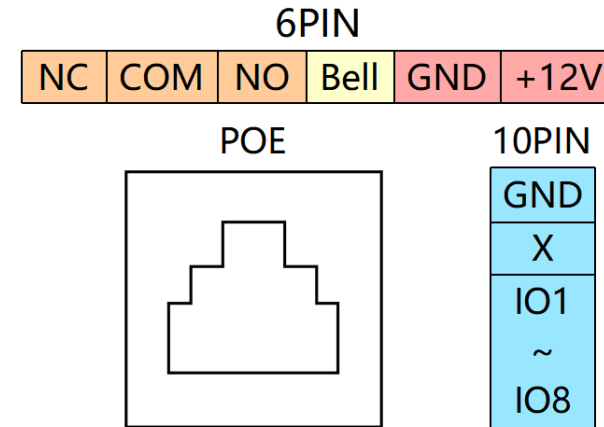 6PIN
NC COM NO Bell GND +12V
POE
10PIN
GND
X
IO1
~
IO8